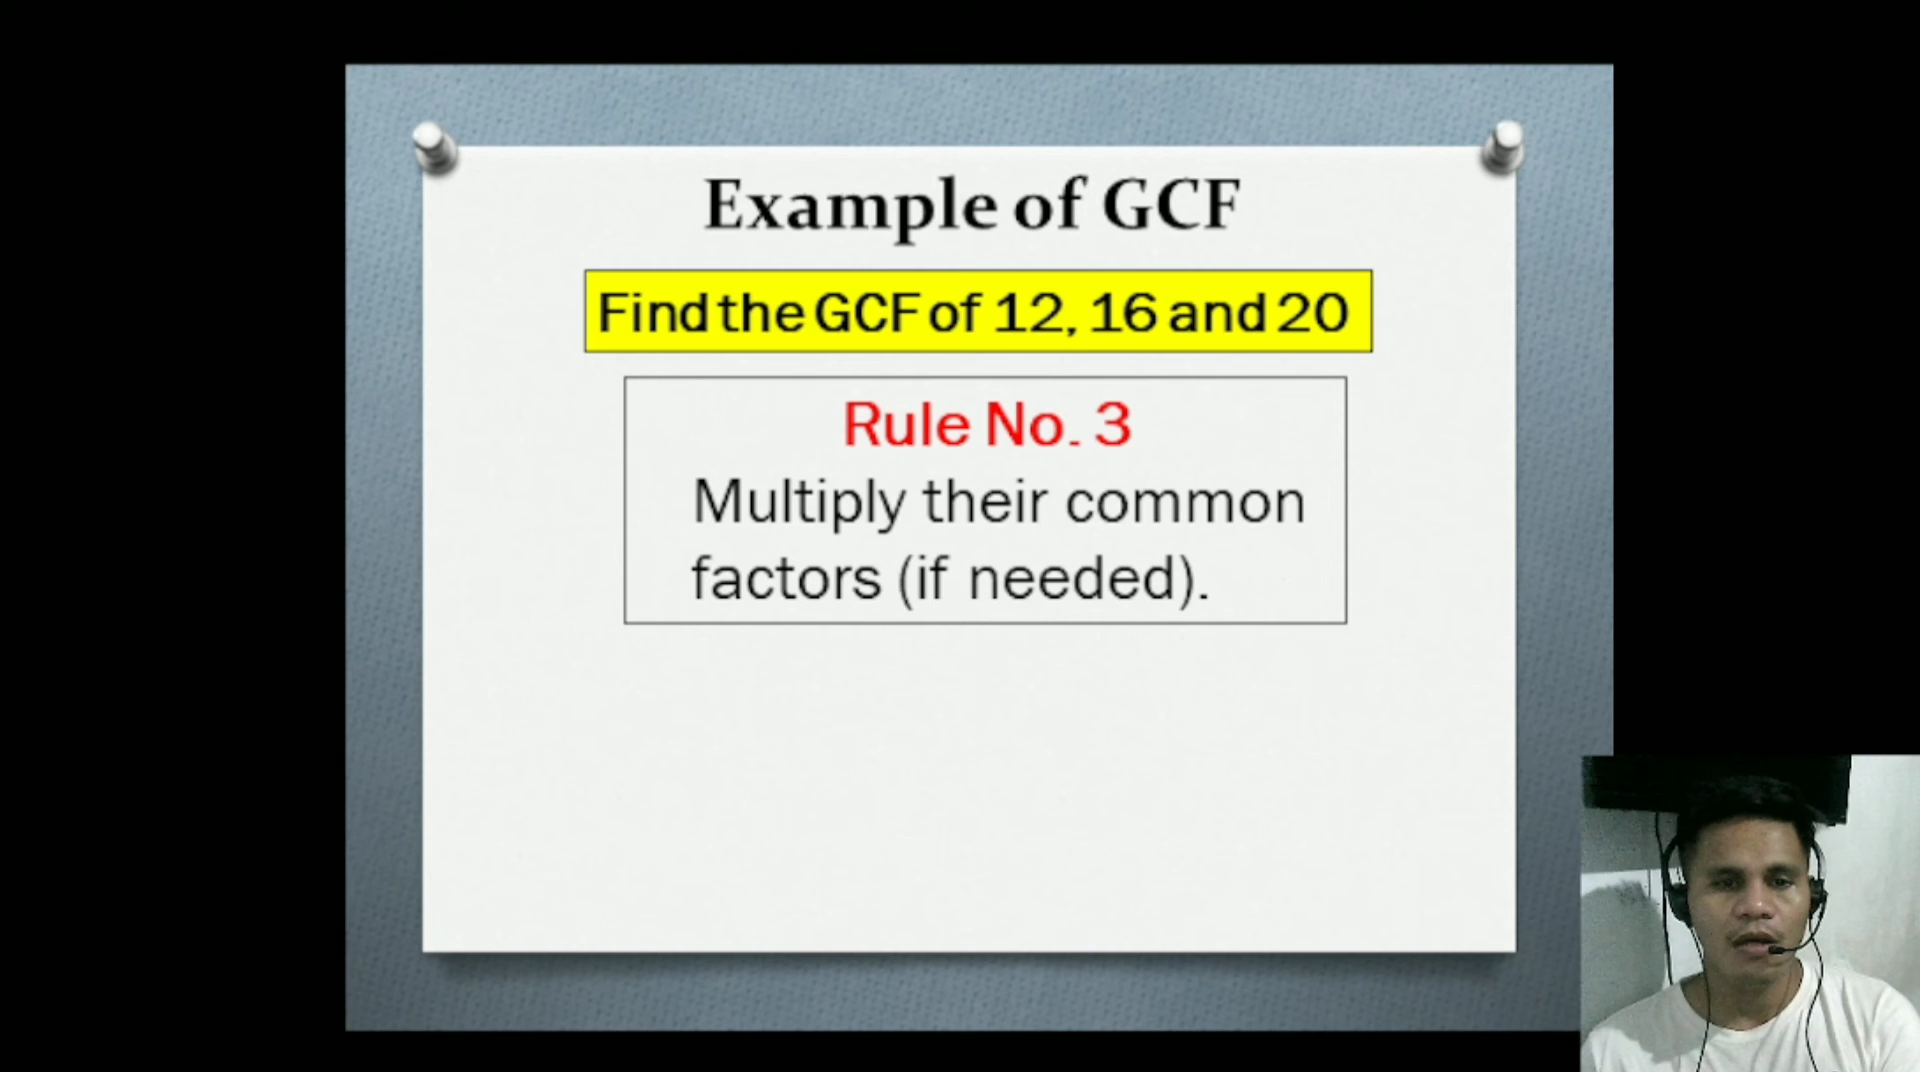 Example of GCF
Find the GCF of 12, 16 and 20
Rule No. 3
Multiply their common
factors (if needed).